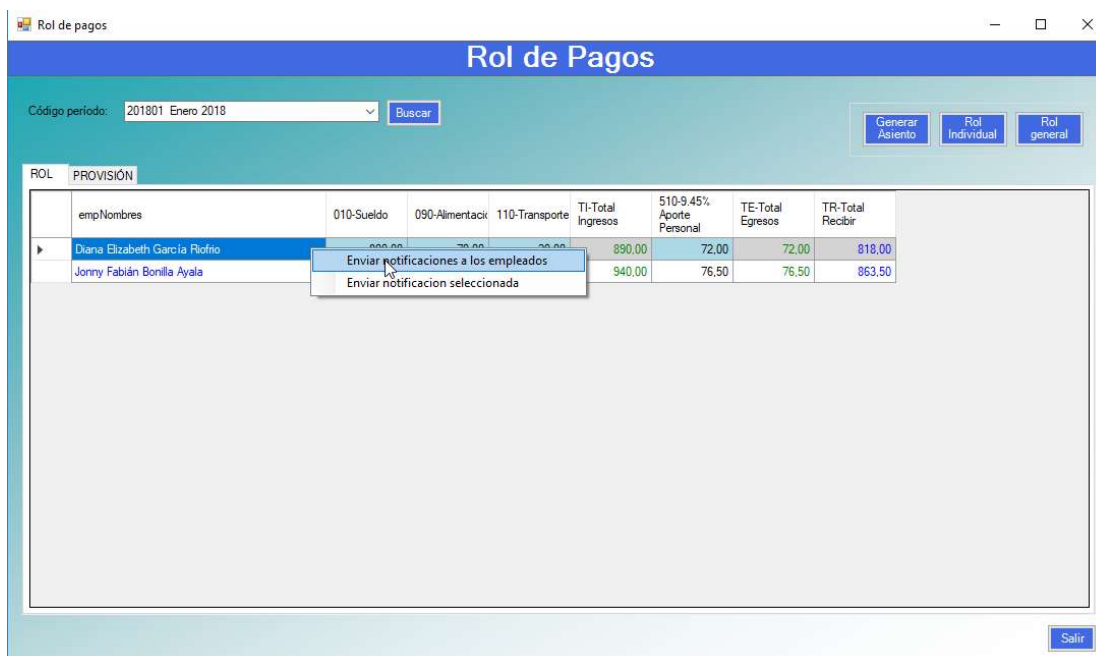 Rol de pagos
Rol de Pagos
Código período: 201801 Enero 2018 Buscar
Generar Asiento Rol Individual Rol general
ROL PROVISIÓN
empNombres 010-Sueldo 090-Alimentacio 110-Transporte TI-Total Ingresos 510-9.45% Aporte Personal TE-Total Egresos TR-Total Recibir
Diana Elizabeth García Riofrio 890,00 72,00 72,00 818,00
Enviar notificaciones a los empleados
Jonny Fabián Bonilla Ayala 940,00 76,50 76,50 863,50
Enviar notificacion seleccionada
Salir